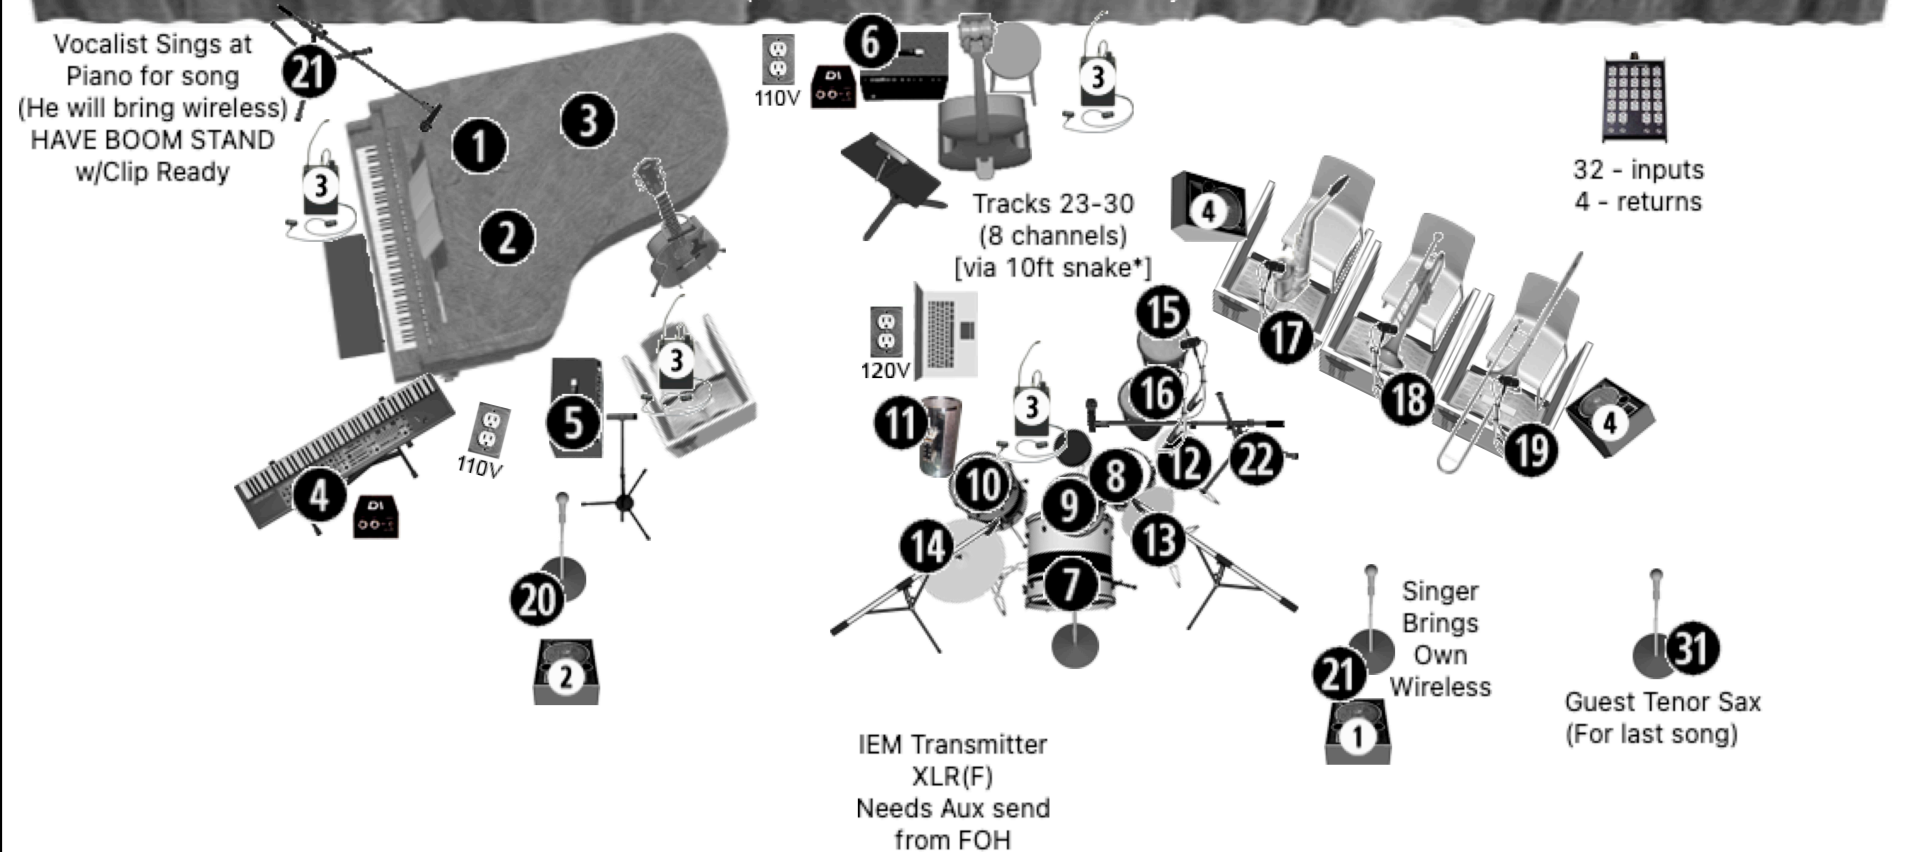 Vocalist Sings at
Piano for song
(He will bring wireless)
HAVE BOOM STAND
w/Clip Ready
21
1
3
2
3
3
4
DI
110V
5
20
2
110V
DI
6
3
Tracks 23-30
(8 channels)
[via 10ft snake*]
120V
11
3
15
16
10
9
8
12
22
14
13
7
4
17
18
19
4
32 - inputs
4 - returns
Singer
Brings
Own
Wireless
21
1
31
Guest Tenor Sax
(For last song)
IEM Transmitter
XLR(F)
Needs Aux send
from FOH